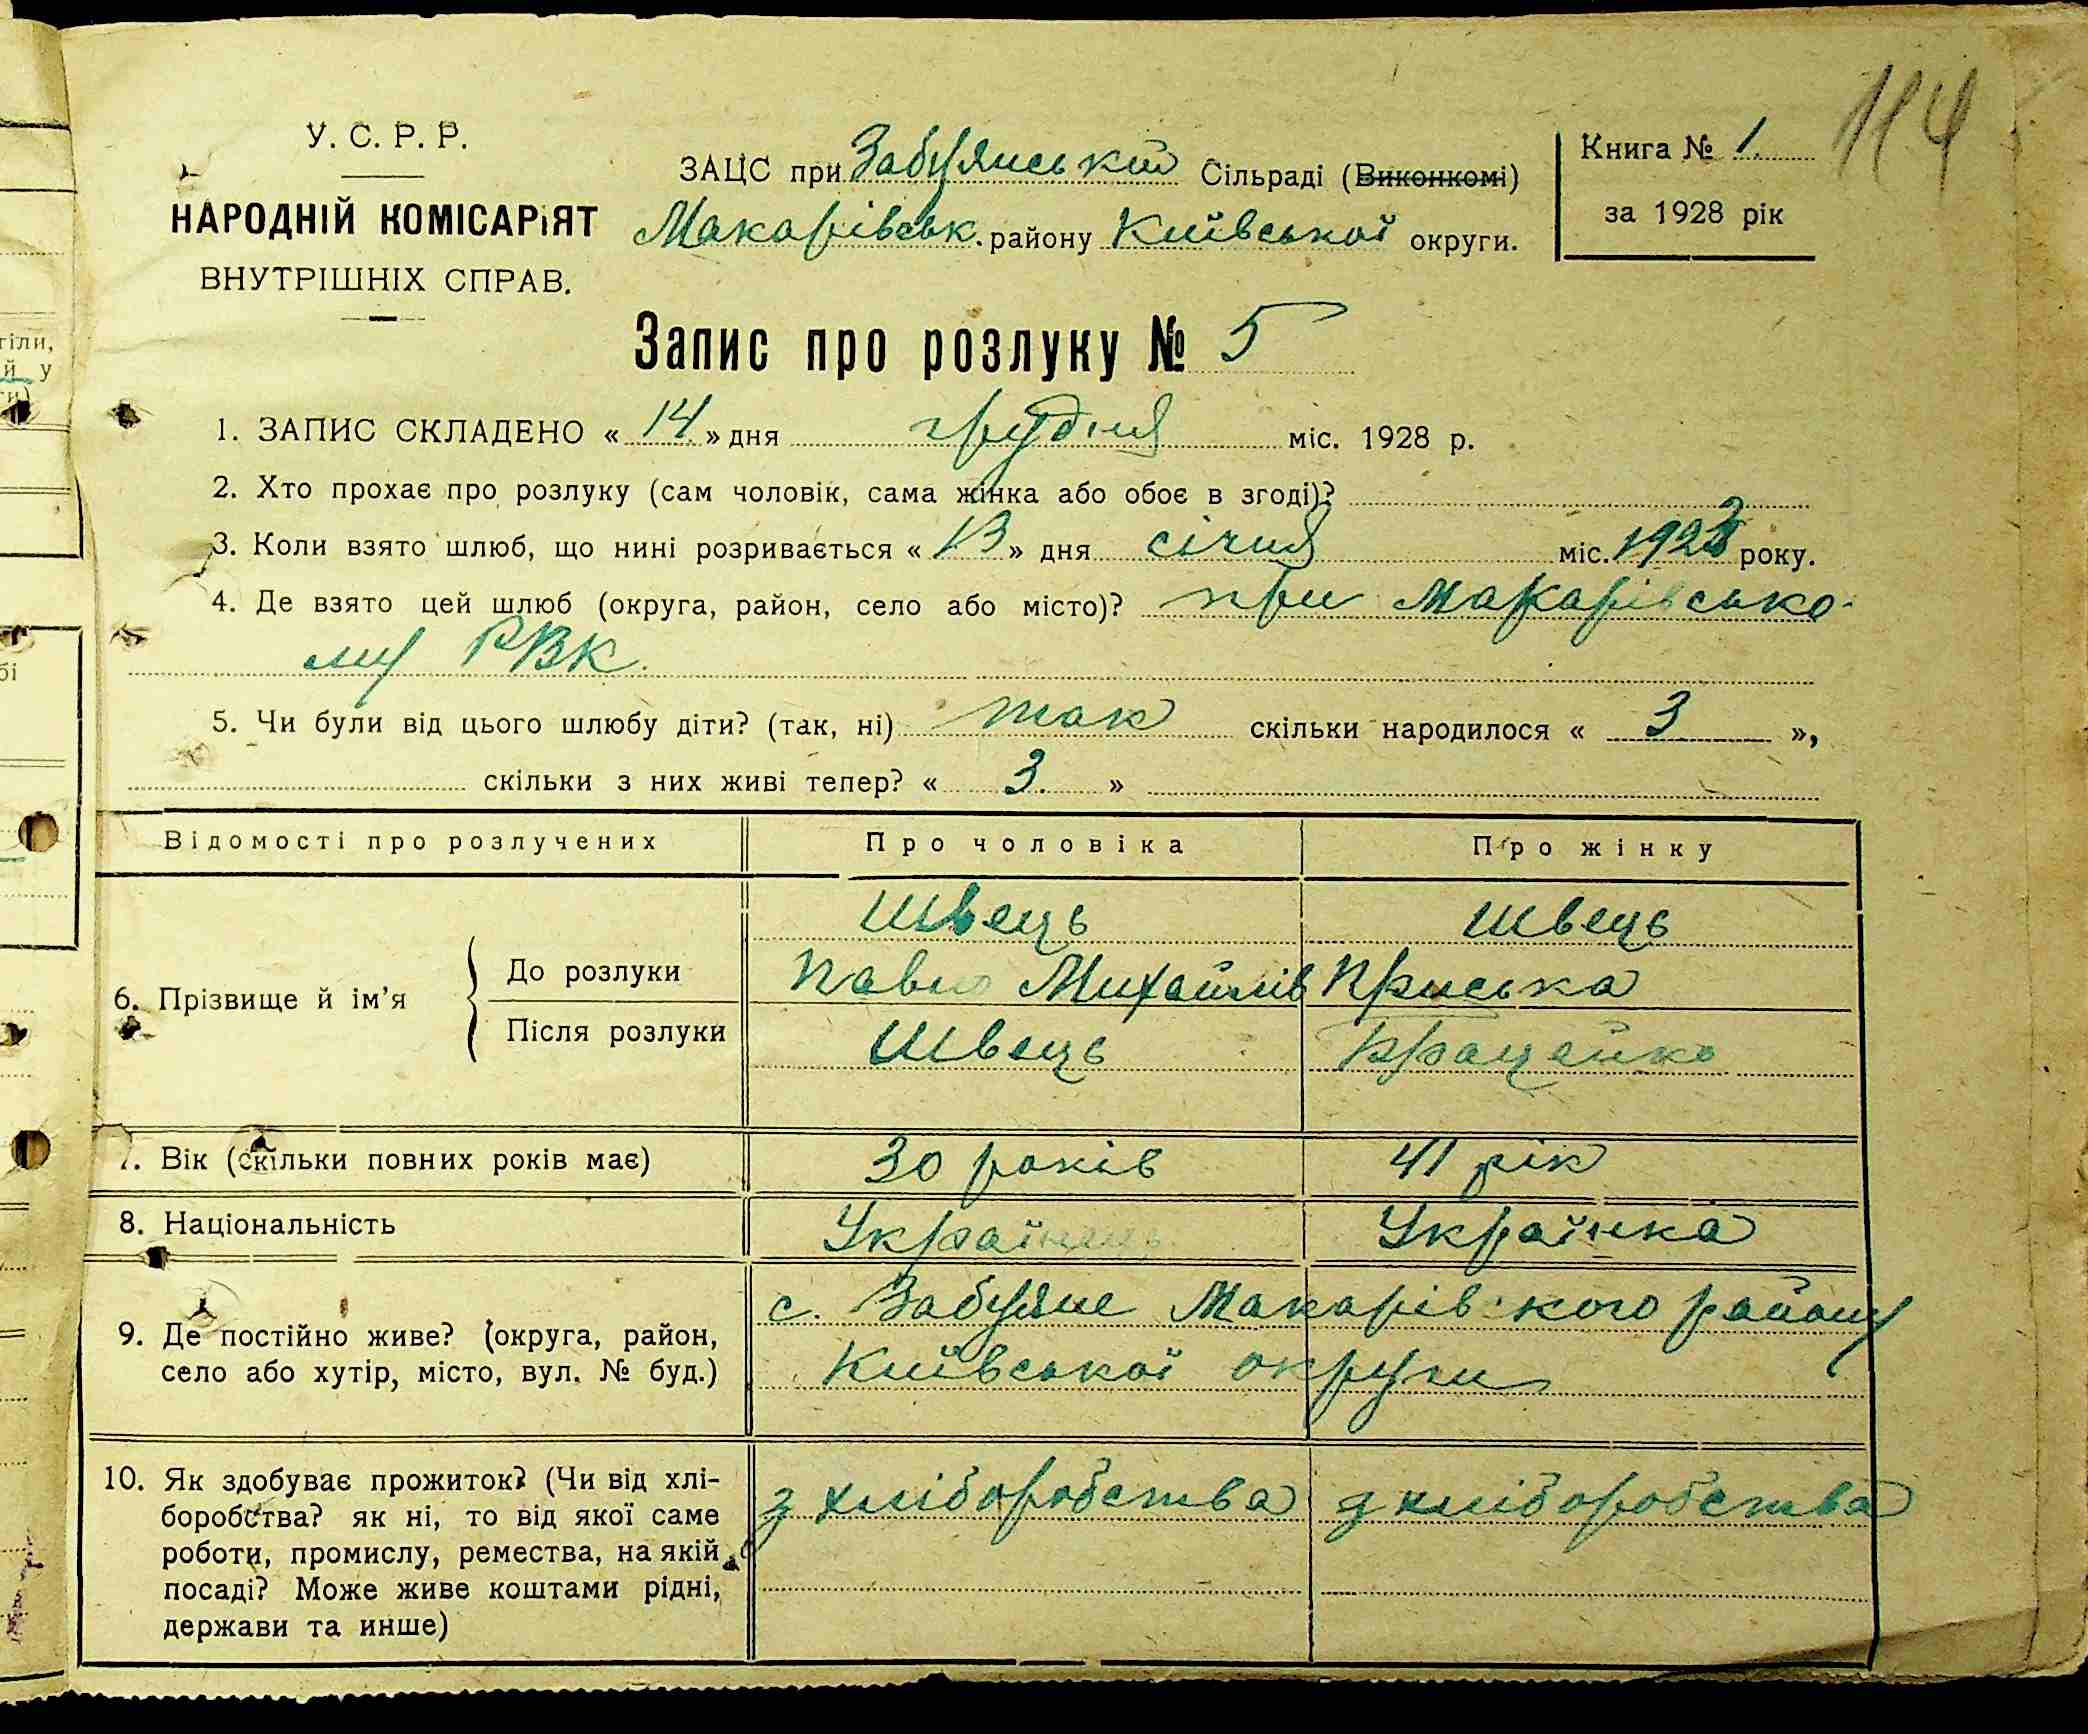 114
У. С. Р. Р.
НАРОДНІЙ КОМІСАРіЯТ
ВНУТРІШНІХ СПРАВ.
ЗАЦС при Забуянській Сільраді (Виконкомі)
Макарівськ. району Київської округи.
Книга № 1.
за 1928 рік
Запис про розлуку № 5
1. ЗАПИС СКЛАДЕНО « 14 » дня грудня міс. 1928 р.
2. Хто прохає про розлуку (сам чоловік, сама жінка або обоє в згоді)?
3. Коли взято шлюб, що нині розривається « 13 » дня січня міс. року.
4. Де взято цей шлюб (округа, район, село або місто)? при Макарівсько-
му РВК.
5. Чи були від цього шлюбу діти? (так, ні) так скільки народилося « 3 »,
скільки з них живі тепер? « 3. »
Відомості про розлучених Про чоловіка Про жінку
6. Прізвище й ім'я
До розлуки
Швець Швець
Павло Михайлів Приська
Після розлуки
Швець
7. Вік (скільки повних років має) 30 років 41 рік
8. Національність Українець Українка
9. Де постійно живе? (округа, район,
село або хутір, місто, вул. № буд.)
с. Забуяне Макарівського району
Київської округи
10. Як здобуває прожиток? (Чи від хлі-
боробства? як ні, то від якої саме
роботи, промислу, ремества, на якій
посаді? Може живе коштами рідні,
держави та инше)
з хліборобства з хліборобства